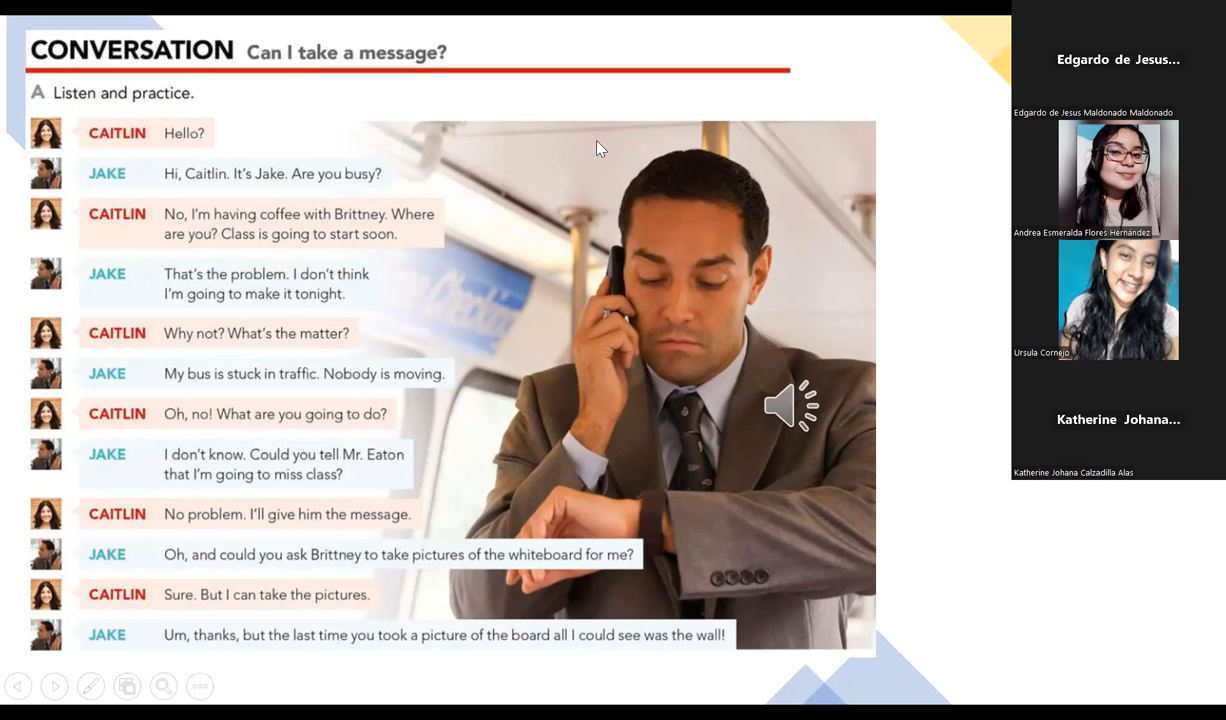 CONVERSATION Can I take a message?
A Listen and practice.
CAITLIN Hello?
JAKE Hi, Caitlin. It's Jake. Are you busy?
CAITLIN No, I'm having coffee with Brittney. Where
are you? Class is going to start soon.
JAKE That's the problem. I don't think
I'm going to make it tonight.
CAITLIN Why not? What's the matter?
JAKE My bus is stuck in traffic. Nobody is moving.
CAITLIN Oh, no! What are you going to do?
JAKE I don't know. Could you tell Mr. Eaton
that I'm going to miss class?
CAITLIN No problem. I'll give him the message.
JAKE Oh, and could you ask Brittney to take pictures of the whiteboard for me?
CAITLIN Sure. But I can take the pictures.
JAKE Um, thanks, but the last time you took a picture of the board all I could see was the wall!
Edgardo de Jesus...
Edgardo de Jesus Maldonado Maldonado
Andrea Esmeralda Flores Hernández
Ursula Cornejo
Katherine Johana...
Katherine Johana Calzadilla Alas